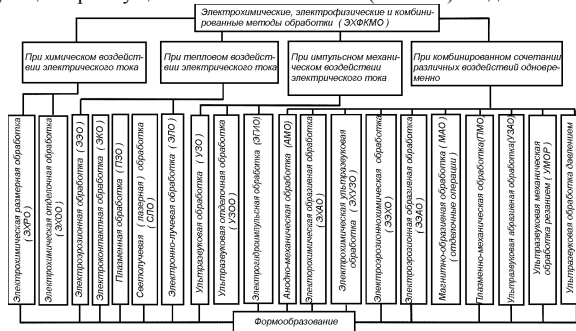 Электрохимические, электрофизические и комбини-
рованные методы обработки ( ЭХФКМО )
При химическом воздейст-
вии электрического тока
При тепловом воздейст-
вии электрического тока
При импульсном механи-
ческом воздействии
электрического тока
При комбинированном сочетании
различных воздействий одновре-
менно
Электрохимическая размерная обработка
( ЭХРО )
Электрохимическая отделочная обработка
( ЭХОО )
Электроэрозионная обработка ( ЭЭО )
Электроконтактная обработка ( ЭКО )
Плазменная обработка ( ПЗО )
Светолучевая ( лазерная ) обработка
( СЛО )
Электронно-лучевая обработка ( ЭЛО )
Ультразвуковая обработка ( УЗО )
Ультразвуковая отделочная обработка
( УЗОО )
Электрогидроимпульсная обработка(ЭГИО)
Анодно-механическая обработка (АМО)
Электрохимическая абразивная обработка
( ЭХАО )
Электрохимическая ультразвуковая
обработка ( ЭХУЗО )
Электроэрозионнохимическая обработка
( ЭЭХО )
Электроэрозионная абразивная обработка
( ЭЭАО )
Магнитно-абразивная обработка (МАО)
( отделочные операции )
Плазменно-механическая обработка(ПМО)
Ультразвуковая абразивная обработка(УЗАО)
Ультразвуковая механическая
обработка резанием ( УМОР )
Ультразвуковая обработка давлением
Формообразование